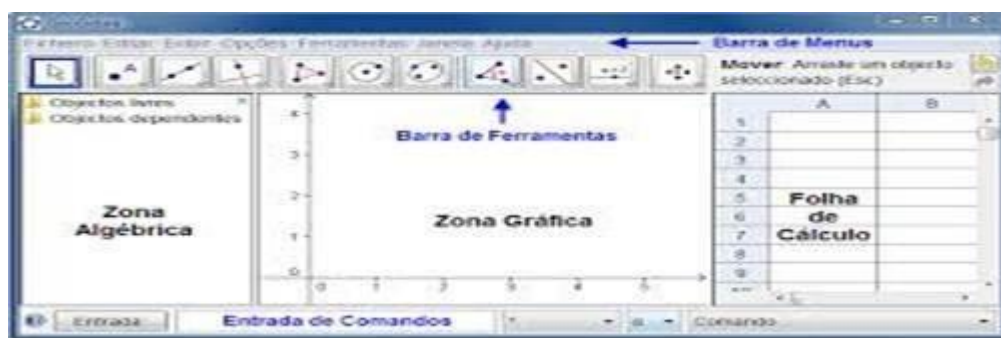 GeoGebra
Ficheiro Editar Exibir Opções Ferramentas Janela Ajuda
Barra de Menus
Mover Arraste um objecto
seleccionado (Esc)
Objectos livres
Objectos dependentes
Barra de Ferramentas
Zona
Algébrica
Zona Gráfica
4
3
2
1
0
0 1 2 3 4 5
A B
1
2
3
4
5
6
7
8
9
Folha
de
Cálculo
Entrada
Entrada de Comandos
α
Comando